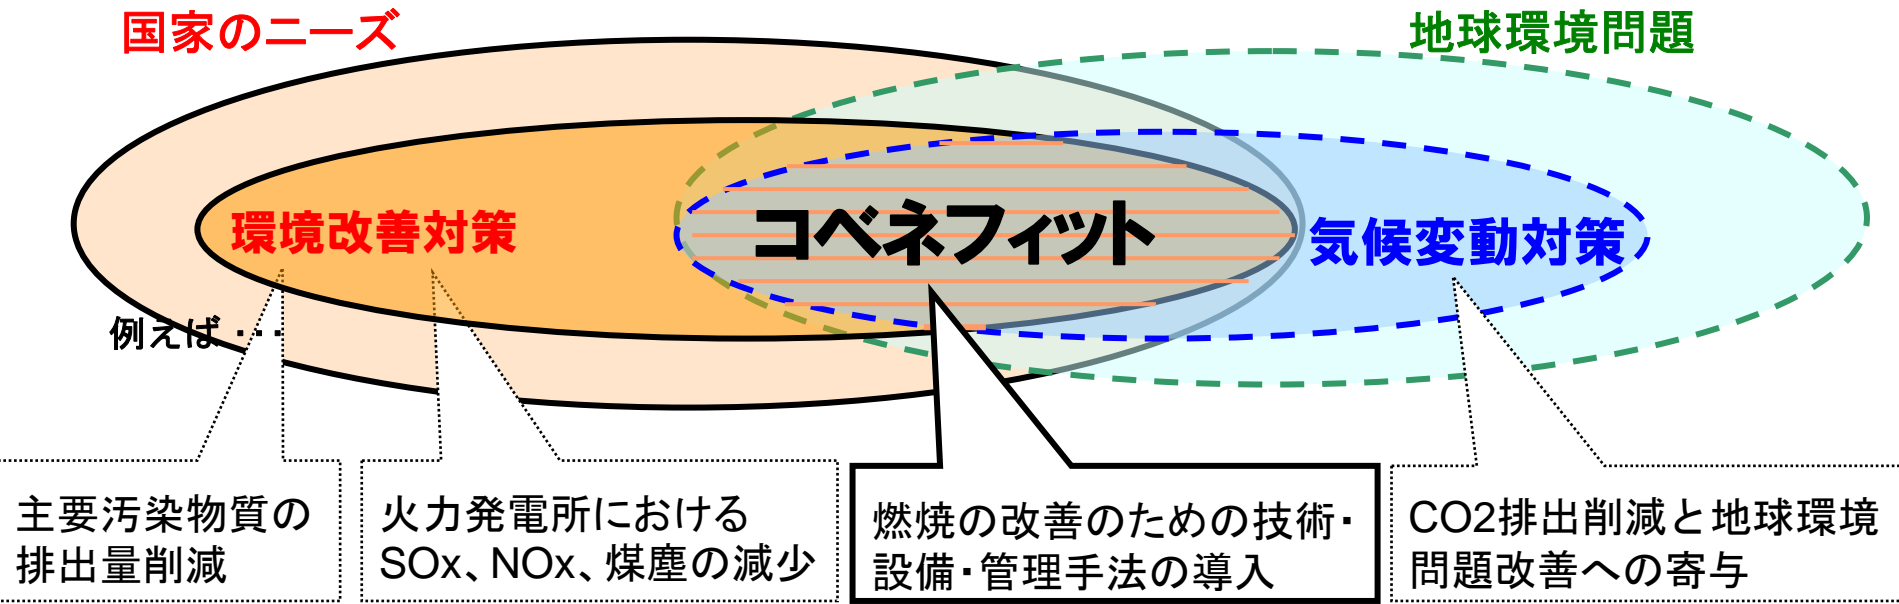 国家のニーズ
地球環境問題
環境改善対策
コベネフィット
気候変動対策
例えば ・・・
主要汚染物質の
排出量削減
火力発電所における
SOx、NOx、煤塵の減少
燃焼の改善のための技術・
設備・管理手法の導入
CO2排出削減と地球環境
問題改善への寄与